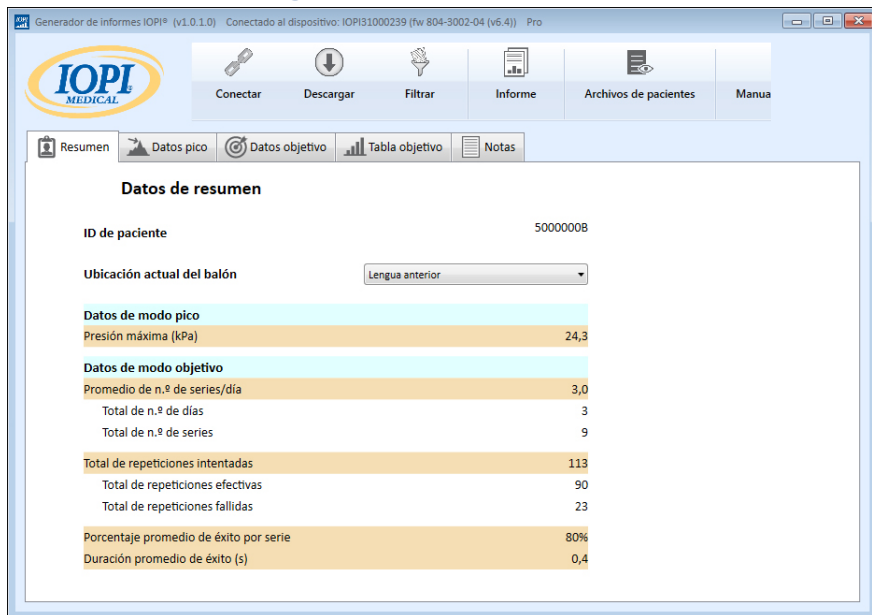 Generador de informes IOPI® (v1.0.1.0) Conectado al dispositivo: IOPI31000239 (fw 804-3002-04 (v6.4)) Pro
IOPI
MEDICAL
Conectar Descargar Filtrar Informe Archivos de pacientes Manua
Resumen Datos pico Datos objetivo Tabla objetivo Notas
Datos de resumen
ID de paciente 5000000B
Ubicación actual del balón Lengua anterior
Datos de modo pico
Presión máxima (kPa) 24,3
Datos de modo objetivo
Promedio de n.º de series/día 3,0
Total de n.º de días 3
Total de n.º de series 9
Total de repeticiones intentadas 113
Total de repeticiones efectivas 90
Total de repeticiones fallidas 23
Porcentaje promedio de éxito por serie 80%
Duración promedio de éxito (s) 0,4